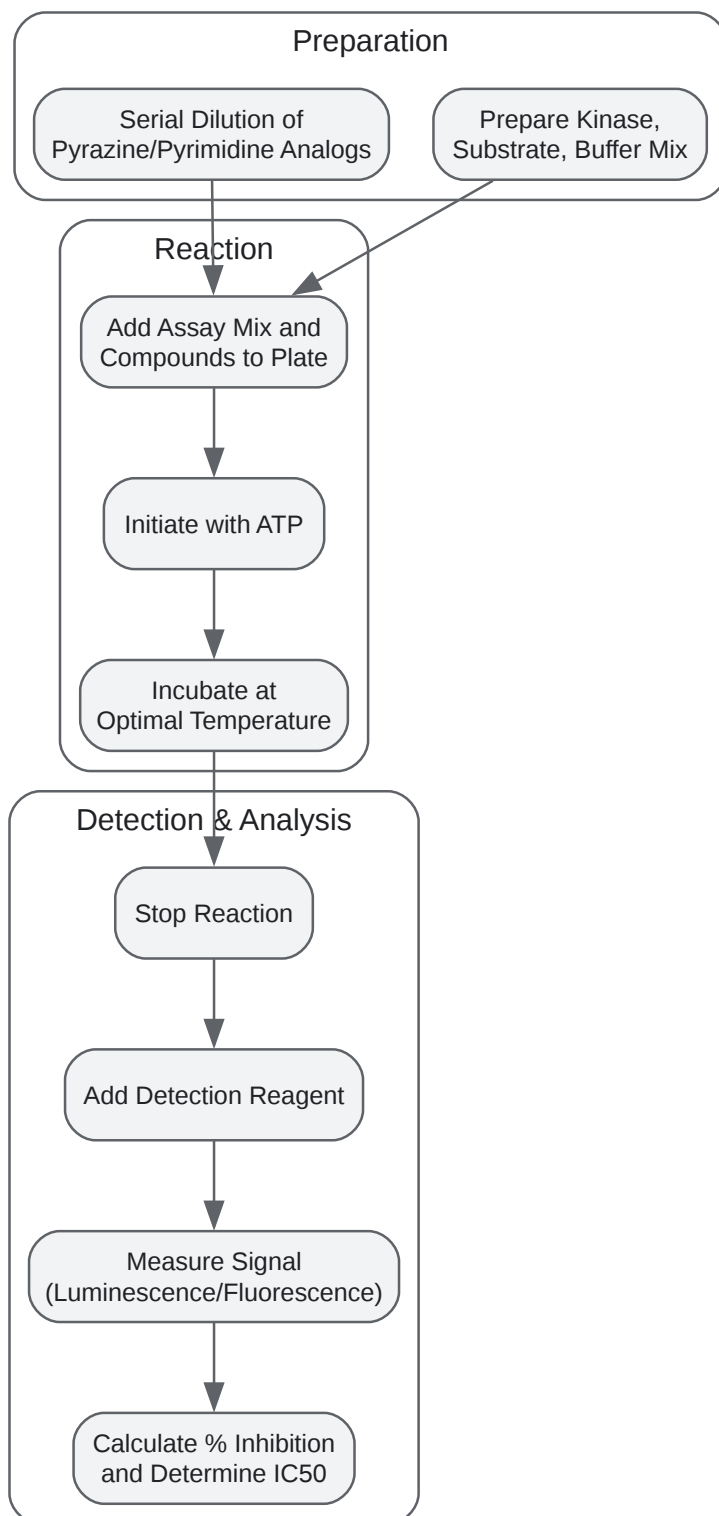 Preparation
Serial Dilution of
Pyrazine/Pyrimidine Analogs
Prepare Kinase,
Substrate, Buffer Mix
Reaction
Add Assay Mix and
Compounds to Plate
Initiate with ATP
Incubate at
Optimal Temperature
Detection & Analysis
Stop Reaction
Add Detection Reagent
Measure Signal
(Luminescence/Fluorescence)
Calculate % Inhibition
and Determine IC50